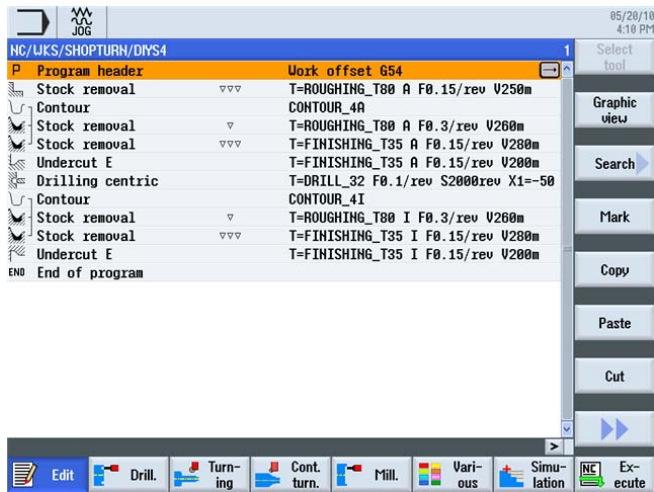 JOG
05/20/10
4:10 PM
NC/WKS/SHOPTURN/DIYS4 1
Select tool
P Program header Work offset G54
Stock removal ▽▽▽ T=ROUGHING_T80 A F0.15/rev V250m
Contour CONTOUR_4A
Stock removal ▽ T=ROUGHING_T80 A F0.3/rev V260m
Stock removal ▽▽▽ T=FINISHING_T35 A F0.15/rev V280m
Undercut E T=FINISHING_T35 A F0.15/rev V200m
Drilling centric T=DRILL_32 F0.1/rev S2000rev X1=-50
Contour CONTOUR_4I
Stock removal ▽ T=ROUGHING_T80 I F0.3/rev V260m
Stock removal ▽▽▽ T=FINISHING_T35 I F0.15/rev V280m
Undercut E T=FINISHING_T35 I F0.15/rev V200m
END End of program
Graphic view
Search
Mark
Copy
Paste
Cut
Edit
Drill.
Turn-
ing
Cont.
turn.
Mill.
Vari-
ous
Simu-
lation
NC Ex-
ecute